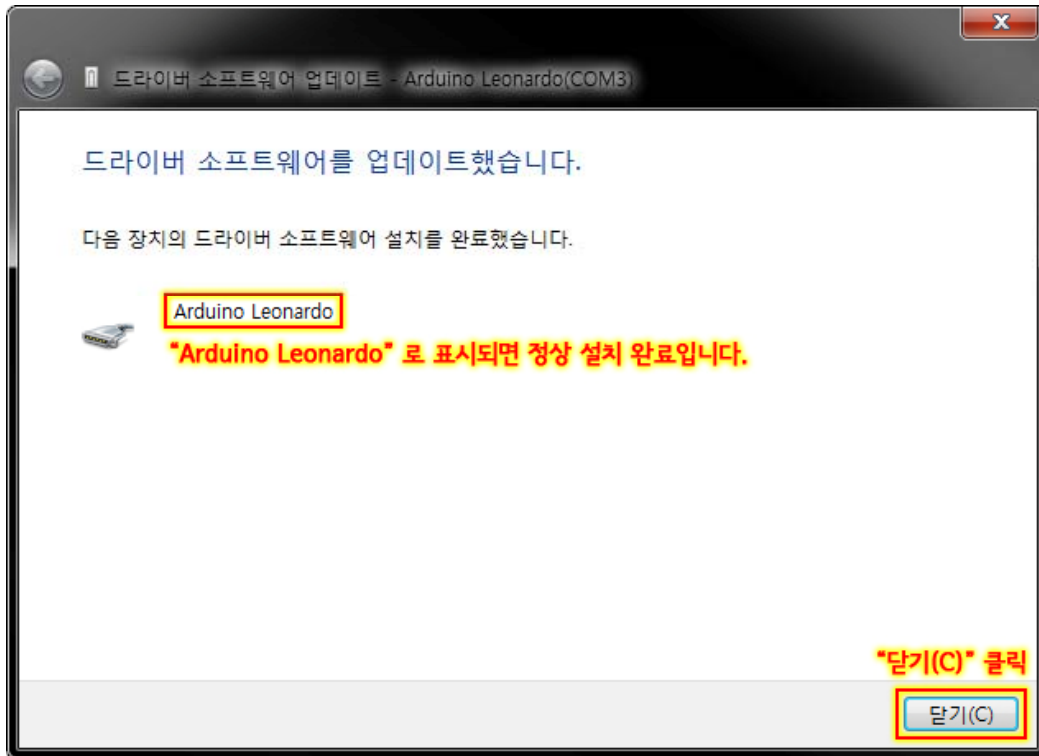 드라이버 소프트웨어 업데이트 - Arduino Leonardo(COM3)
드라이버 소프트웨어를 업데이트했습니다.
다음 장치의 드라이버 소프트웨어 설치를 완료했습니다.
Arduino Leonardo
“Arduino Leonardo” 로 표시되면 정상 설치 완료입니다.
“닫기(C)” 클릭
닫기(C)